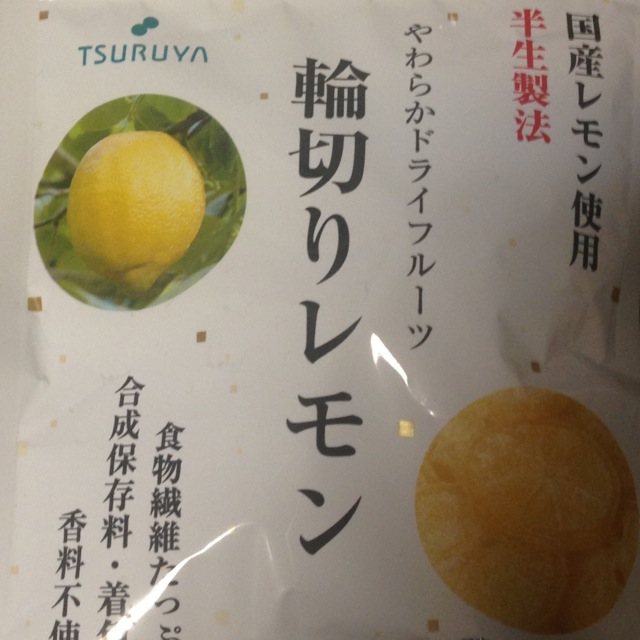 TSURUYA
国産レモン使用
半生製法
やわらかドライフルーツ
輪切りレモン
食物繊維たっぷ
合成保存料・着
香料不使